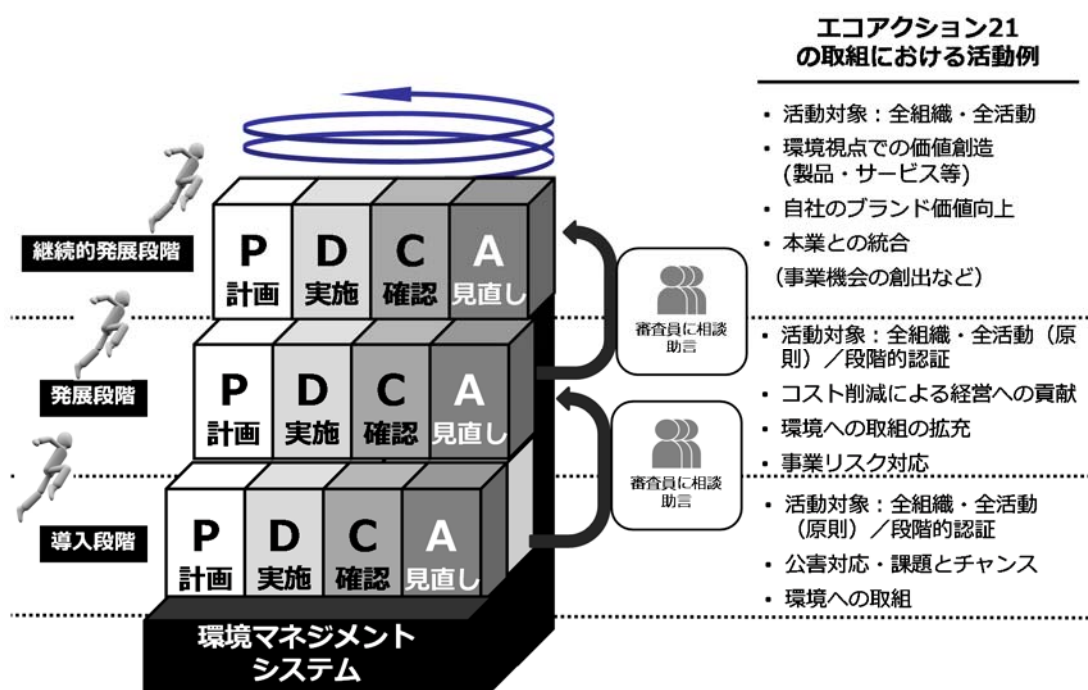 エコアクション21
の取組における活動例
・ 活動対象：全組織・全活動
・ 環境視点での価値創造
(製品・サービス等)
・ 自社のブランド価値向上
・ 本業との統合
（事業機会の創出など）
継続的発展段階
P
計画
D
実施
C
確認
A
見直し
審査員に相談
助言
・ 活動対象：全組織・全活動（原
則）／段階的認証
・ コスト削減による経営への貢献
・ 環境への取組の拡充
・ 事業リスク対応
発展段階
P
計画
D
実施
C
確認
A
見直し
審査員に相談
助言
・ 活動対象：全組織・全活動
（原則）／段階的認証
・ 公害対応・課題とチャンス
・ 環境への取組
導入段階
P
計画
D
実施
C
確認
A
見直し
環境マネジメント
システム